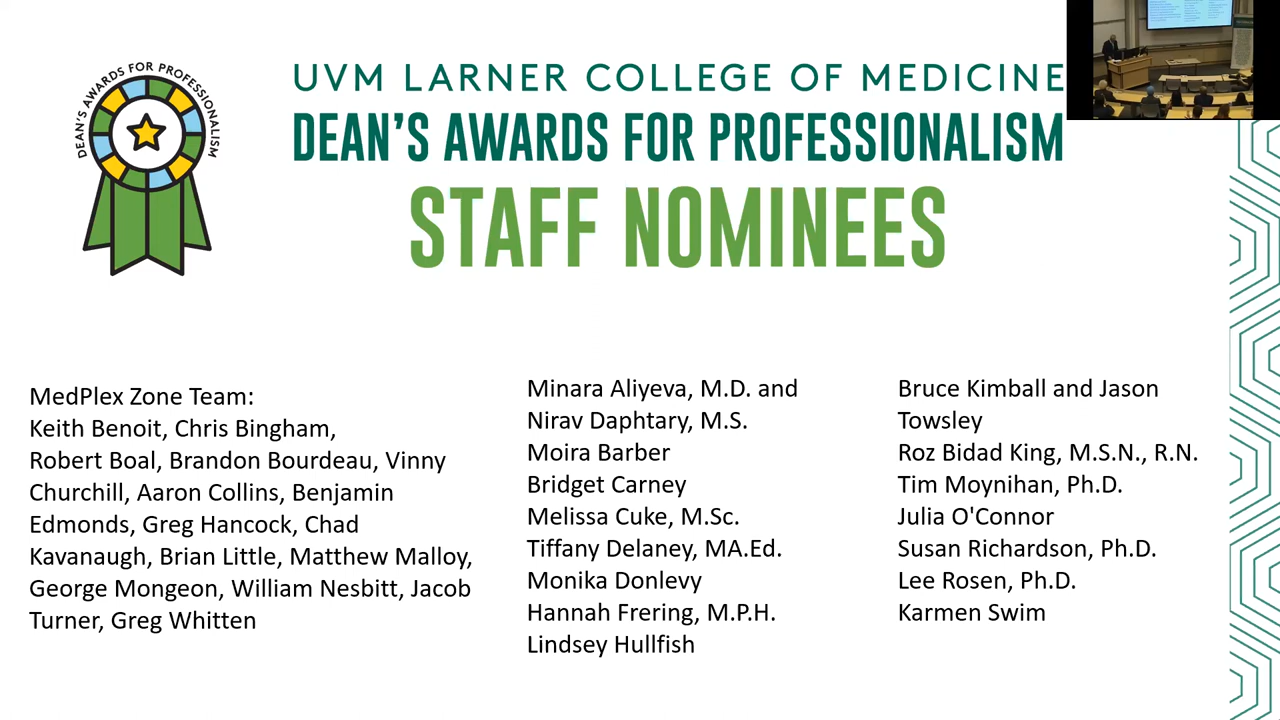 DEAN'S AWARDS FOR PROFESSIONALISM
UVM LARNER COLLEGE OF MEDICINE
DEAN'S AWARDS FOR PROFESSIONALISM
STAFF NOMINEES
MedPlex Zone Team:
Keith Benoit, Chris Bingham,
Robert Boal, Brandon Bourdeau, Vinny
Churchill, Aaron Collins, Benjamin
Edmonds, Greg Hancock, Chad
Kavanaugh, Brian Little, Matthew Malloy,
George Mongeon, William Nesbitt, Jacob
Turner, Greg Whitten
Minara Aliyeva, M.D. and
Nirav Daphtary, M.S.
Moira Barber
Bridget Carney
Melissa Cuke, M.Sc.
Tiffany Delaney, MA.Ed.
Monika Donlevy
Hannah Frering, M.P.H.
Lindsey Hullfish
Bruce Kimball and Jason
Towsley
Roz Bidad King, M.S.N., R.N.
Tim Moynihan, Ph.D.
Julia O'Connor
Susan Richardson, Ph.D.
Lee Rosen, Ph.D.
Karmen Swim